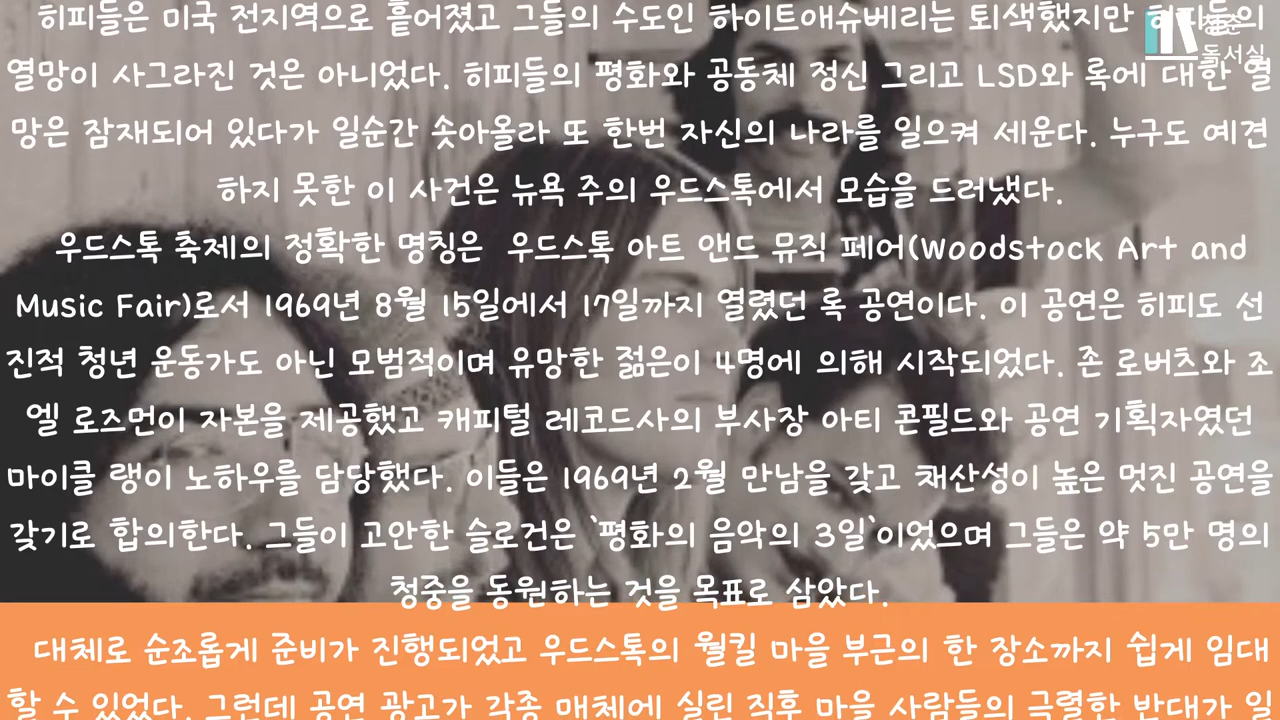 히피들은 미국 전지역으로 흩어졌고 그들의 수도인 하이트애슈베리는 퇴색했지만 히피들의
열망이 사그라진 것은 아니었다. 히피들의 평화와 공동체 정신 그리고 LSD와 록에 대한 열
망은 잠재되어 있다가 일순간 솟아올라 또 한번 자신의 나라를 일으켜 세운다. 누구도 예견
하지 못한 이 사건은 뉴욕 주의 우드스톡에서 모습을 드러냈다.
우드스톡 축제의 정확한 명칭은 우드스톡 아트 앤드 뮤직 페어(Woodstock Art and
Music Fair)로서 1969년 8월 15일에서 17일까지 열렸던 록 공연이다. 이 공연은 히피도 선
진적 청년 운동가도 아닌 모범적이며 유망한 젊은이 4명에 의해 시작되었다. 존 로버츠와 조
엘 로즈먼이 자본을 제공했고 캐피털 레코드사의 부사장 아티 콘필드와 공연 기획자였던
마이클 랭이 노하우를 담당했다. 이들은 1969년 2월 만남을 갖고 채산성이 높은 멋진 공연을
갖기로 합의한다. 그들이 고안한 슬로건은 `평화의 음악의 3일`이었으며 그들은 약 5만 명의
청중을 동원하는 것을 목표로 삼았다.
대체로 순조롭게 준비가 진행되었고 우드스톡의 월킬 마을 부근의 한 장소까지 쉽게 임대
할 수 있었다. 그런데 공연 광고가 각종 매체에 실린 직후 마을 사람들의 극렬한 반대가 일
독서실